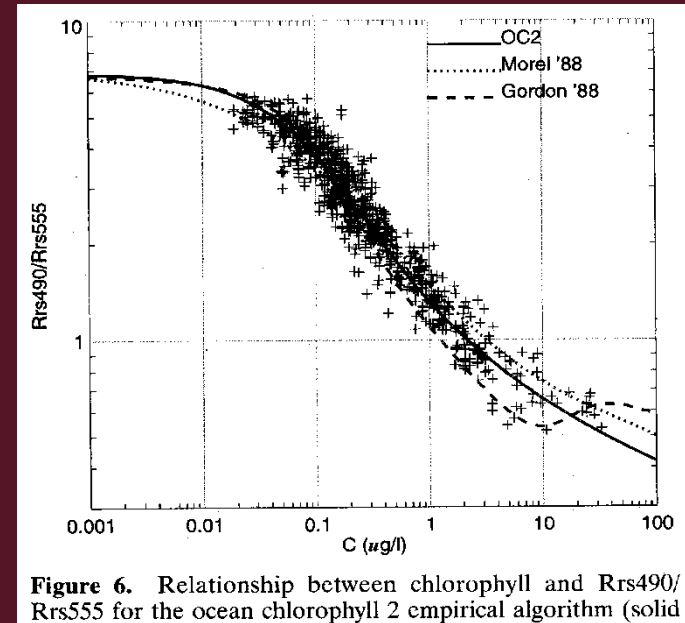 10
OC2
Morel '88
Gordon '88
Rrs490/Rrs555
1
0.001 0.01 0.1 1 10 100
C (ug/l)
Figure 6. Relationship between chlorophyll and Rrs490/
Rrs555 for the ocean chlorophyll 2 empirical algorithm (solid